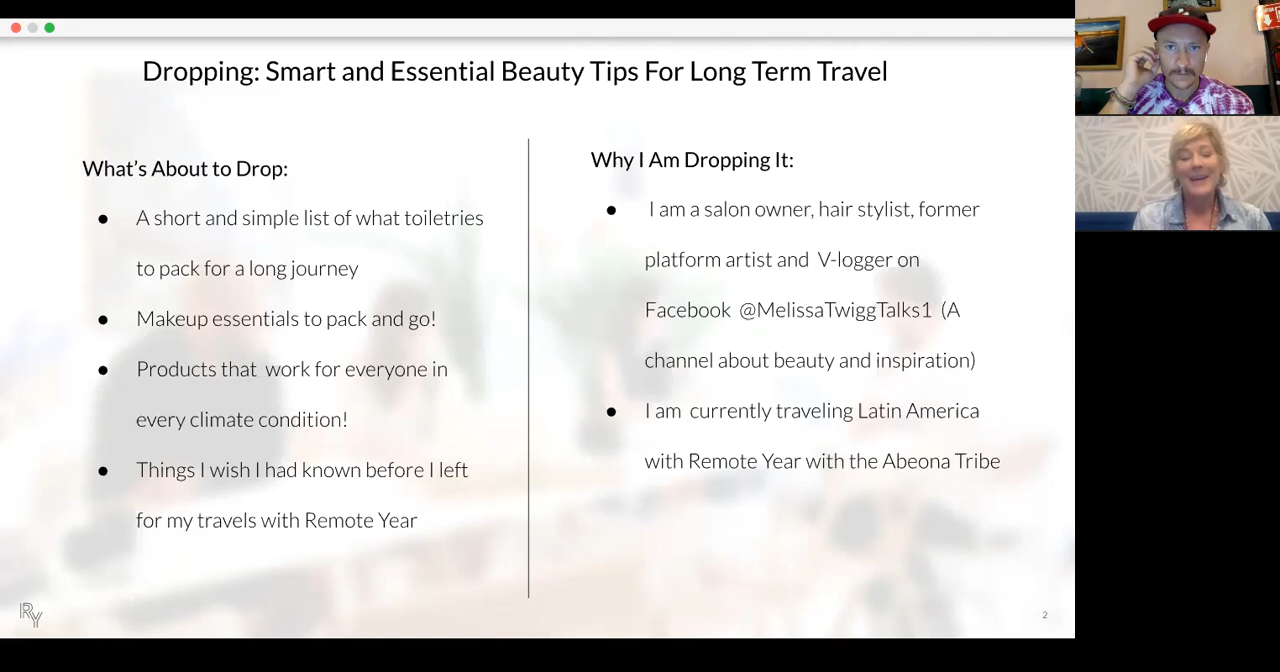 Dropping: Smart and Essential Beauty Tips For Long Term Travel
What's About to Drop:
● A short and simple list of what toiletries
to pack for a long journey
● Makeup essentials to pack and go!
● Products that  work for everyone in
every climate condition!
● Things I wish I had known before I left
for my travels with Remote Year
Why I Am Dropping It:
● I am a salon owner, hair stylist, former
platform artist and  V-logger on
Facebook  @MelissaTwiggTalks1  (A
channel about beauty and inspiration)
● I am  currently traveling Latin America
with Remote Year with the Abeona Tribe
RY
2